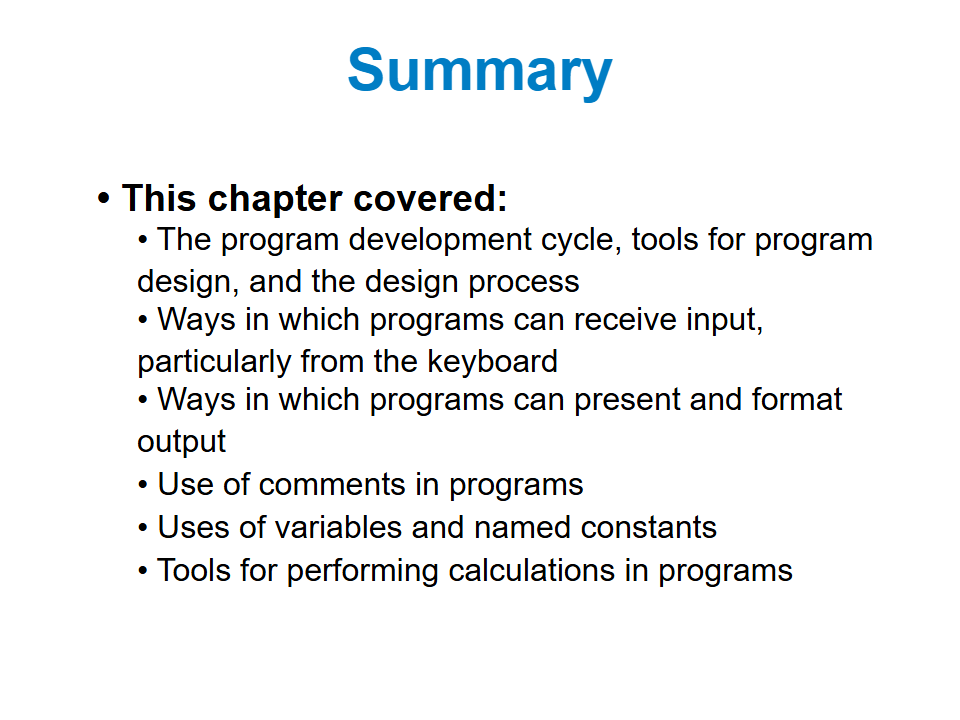 Summary
• This chapter covered:
• The program development cycle, tools for program
design, and the design process
• Ways in which programs can receive input,
particularly from the keyboard
• Ways in which programs can present and format
output
• Use of comments in programs
• Uses of variables and named constants
• Tools for performing calculations in programs